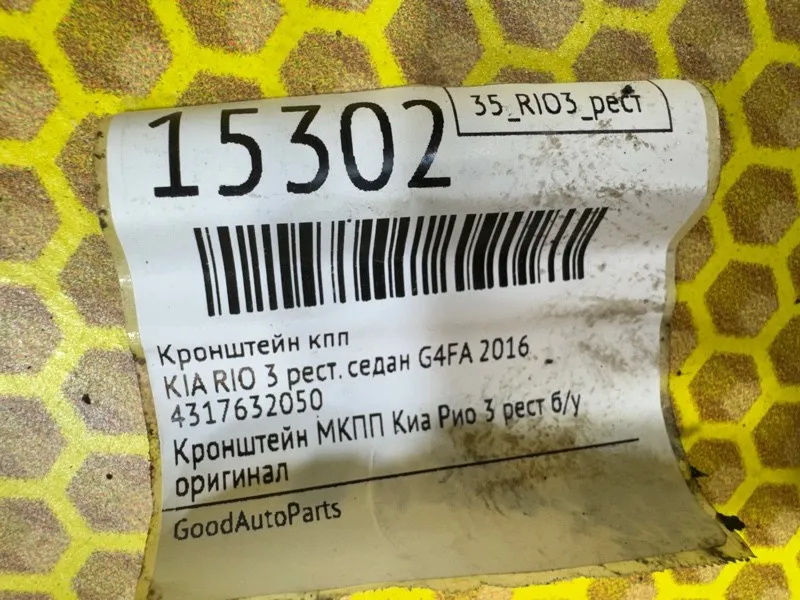 15302
35_RIO3_рест
Кронштейн кпп
KIA RIO 3 рест. седан G4FA 2016
4317632050
Кронштейн МКПП Киа Рио 3 рест б/у
оригинал
GoodAutoParts